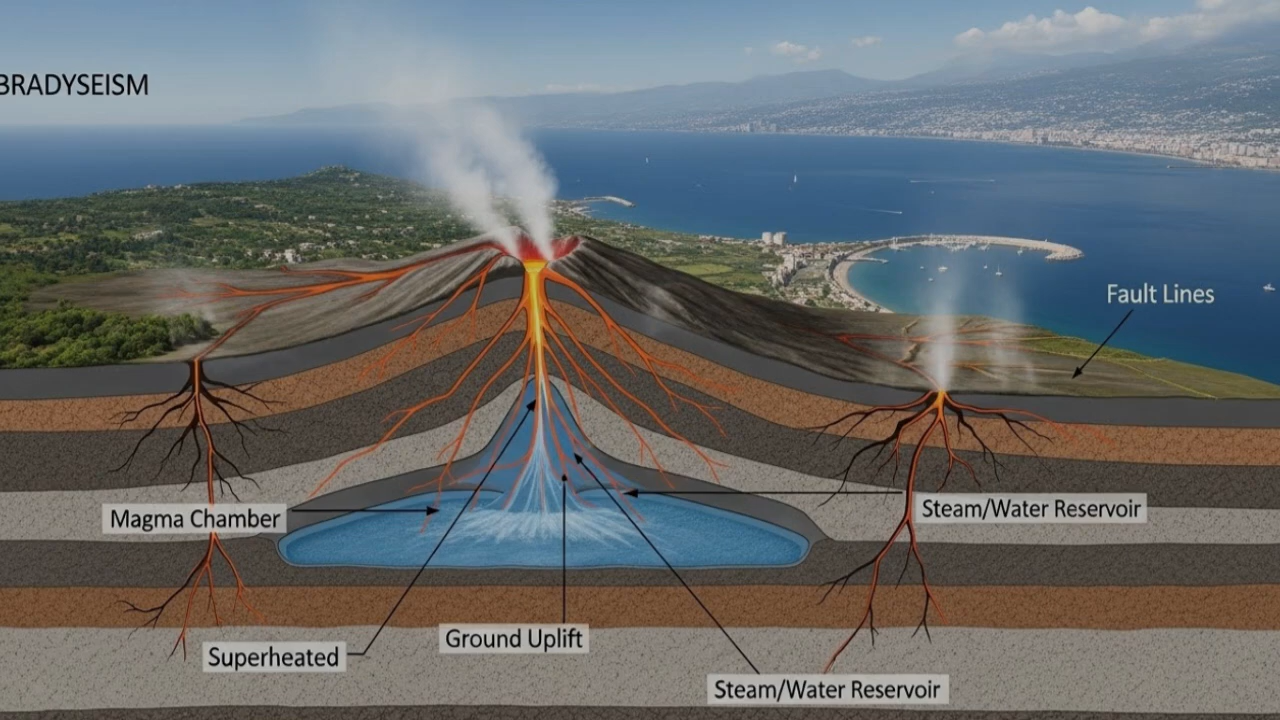 BRADYSEISM
Fault Lines
Magma Chamber
Steam/Water Reservoir
Ground Uplift
Superheated
Steam/Water Reservoir